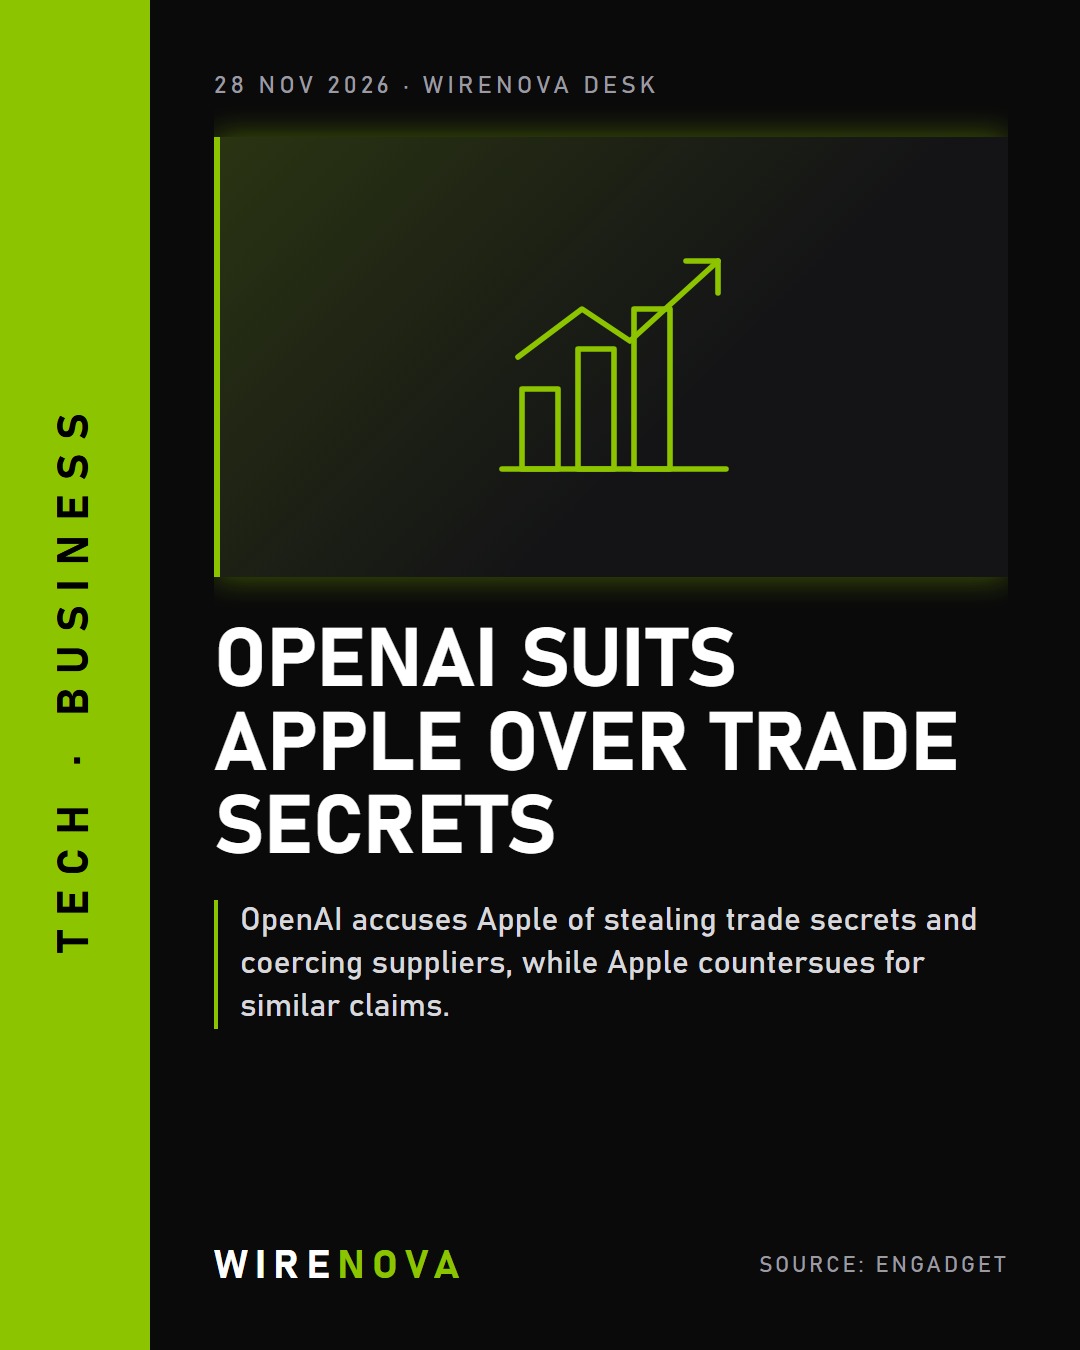 TECH · BUSINESS
28 NOV 2026 · WIRENOVA DESK
OPENAI SUITS
APPLE OVER TRADE
SECRETS
OpenAI accuses Apple of stealing trade secrets and
coercing suppliers, while Apple countersues for
similar claims.
WIRENOVA
SOURCE: ENGADGET